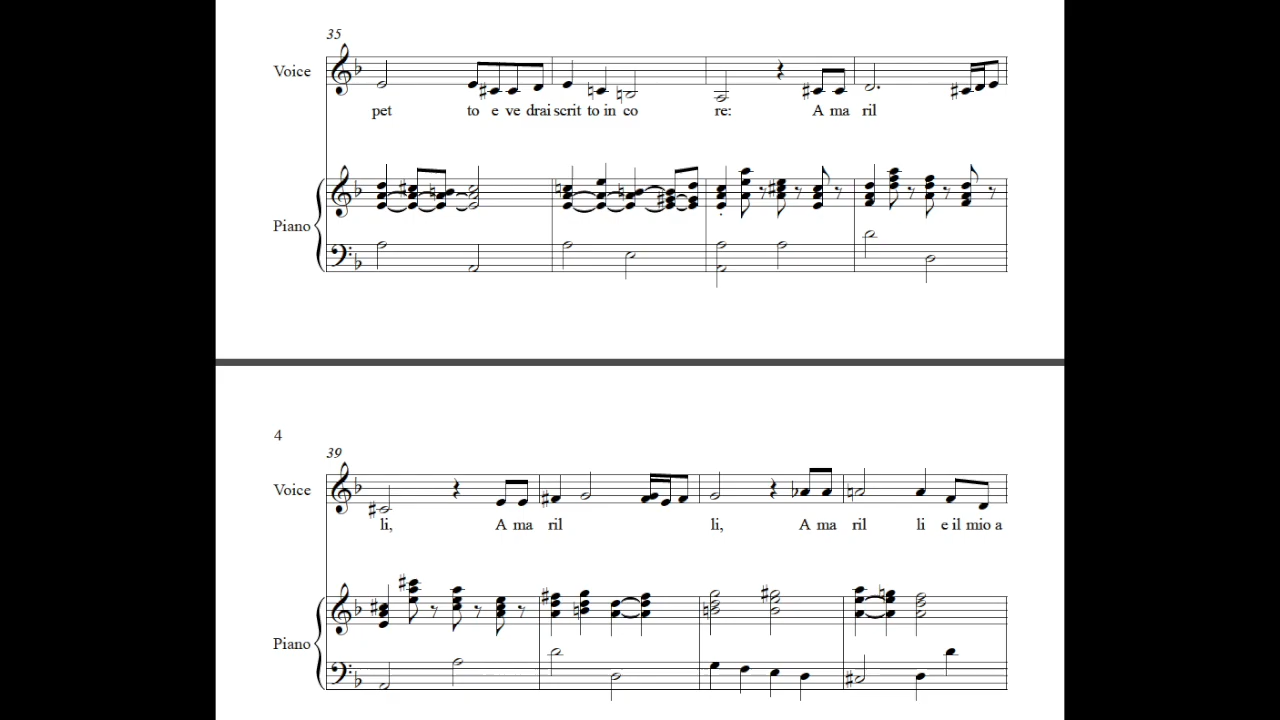 35
Voice
pet to e ve drai scrit to in co re: A ma ril
Piano
4
39
Voice
li, A ma ril li, A ma ril li e il mio a
Piano